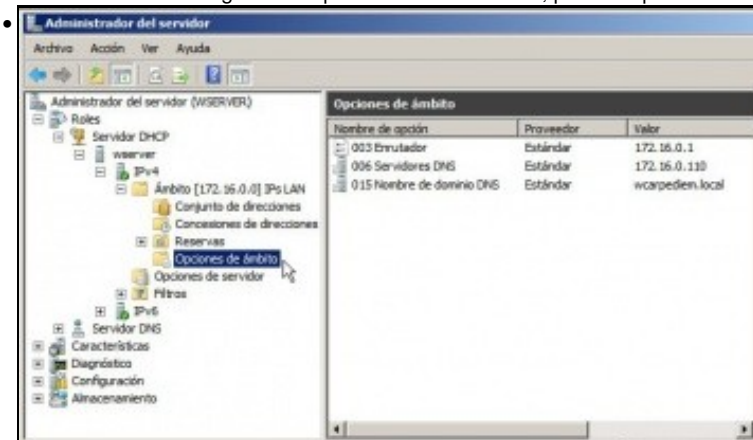 Administrador del servidor
Archivo Acción Ver Ayuda
Administrador del servidor (WSERVER)
Roles
Servidor DHCP
wserver
IPv4
Ámbito [172.16.0.0] IPs LAN
Conjunto de direcciones
Concesiones de direcciones
Reservas
Opciones de ámbito
Opciones de servidor
Filtros
IPv6
Servidor DNS
Características
Diagnóstico
Configuración
Almacenamiento
Opciones de ámbito
Nombre de opción Proveedor Valor
003 Enrutador Estándar 172.16.0.1
006 Servidores DNS Estándar 172.16.0.110
015 Nombre de dominio DNS Estándar wcarpediem.local